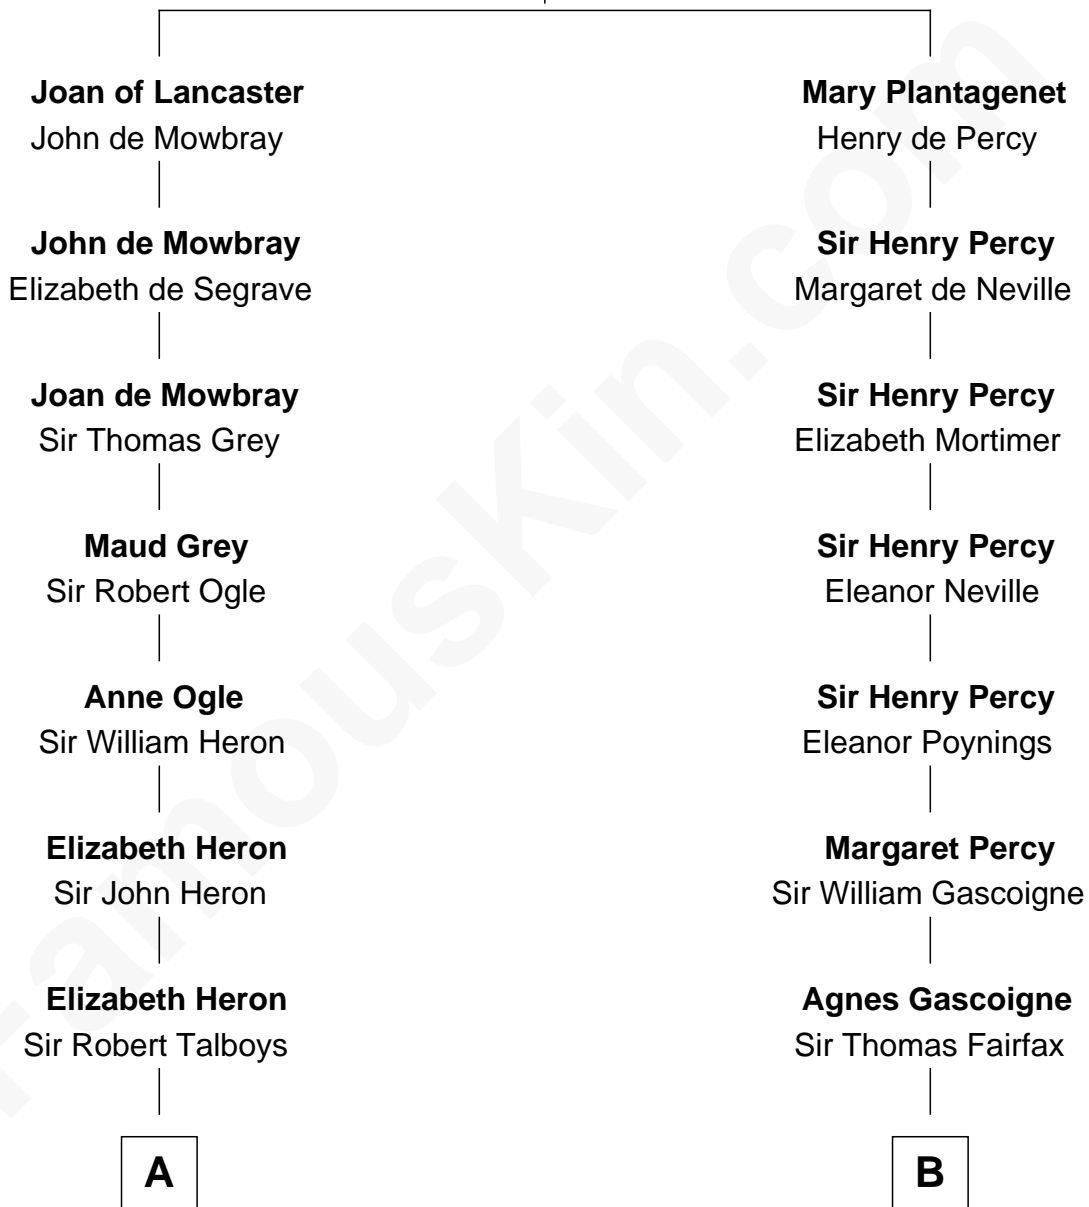 Joan of Lancaster
John de Mowbray
Mary Plantagenet
Henry de Percy
John de Mowbray
Elizabeth de Segrave
Sir Henry Percy
Margaret de Neville
Joan de Mowbray
Sir Thomas Grey
Sir Henry Percy
Elizabeth Mortimer
Maud Grey
Sir Robert Ogle
Sir Henry Percy
Eleanor Neville
Anne Ogle
Sir William Heron
Sir Henry Percy
Eleanor Poynings
Elizabeth Heron
Sir John Heron
Margaret Percy
Sir William Gascoigne
Elizabeth Heron
Sir Robert Talboys
Agnes Gascoigne
Sir Thomas Fairfax
A
B
FamousKin.com